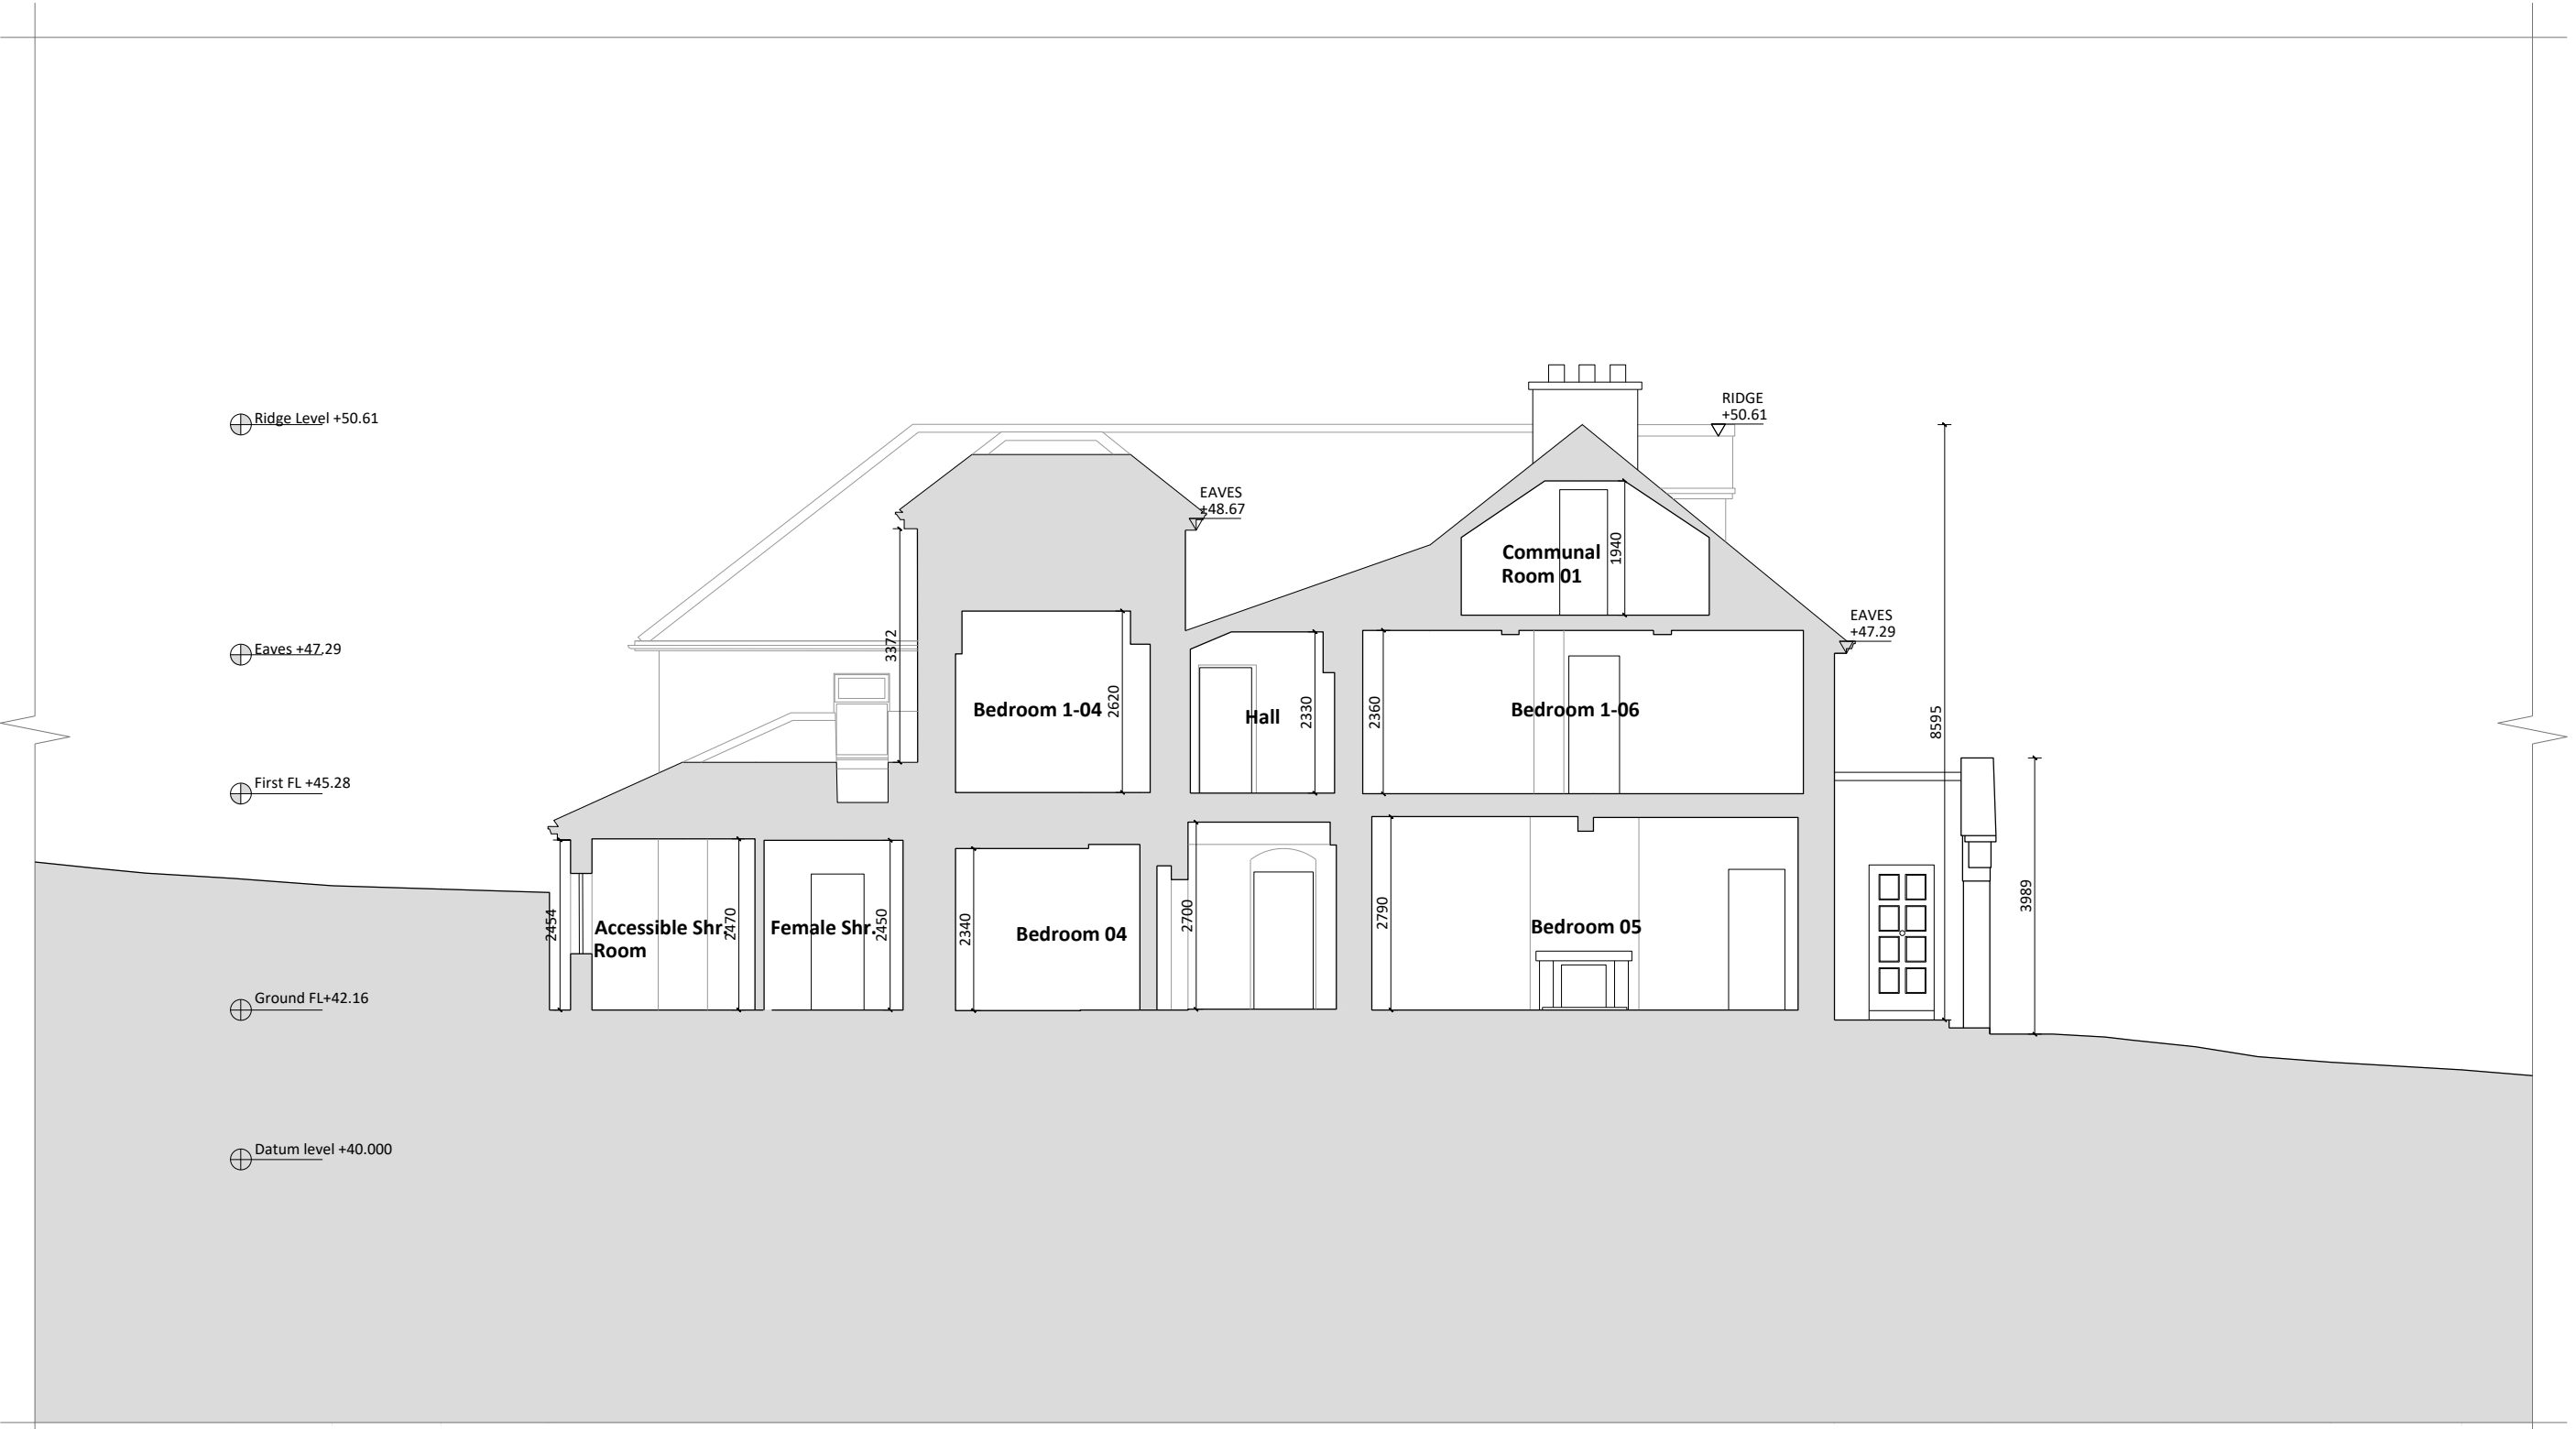 RIDGE
+50.61
Ridge Level +50.61
EAVES
+48.67
Communal
Room 01
1940
EAVES
+47.29
Eaves +47.29
3372
Bedroom 1-04
2620
Hall
2330
2360
Bedroom 1-06
8595
First FL +45.28
2454
Accessible Shr.
Room
2470
Female Shr.
2450
2340
Bedroom 04
2700
2790
Bedroom 05
3989
Ground FL+42.16
Datum level +40.000